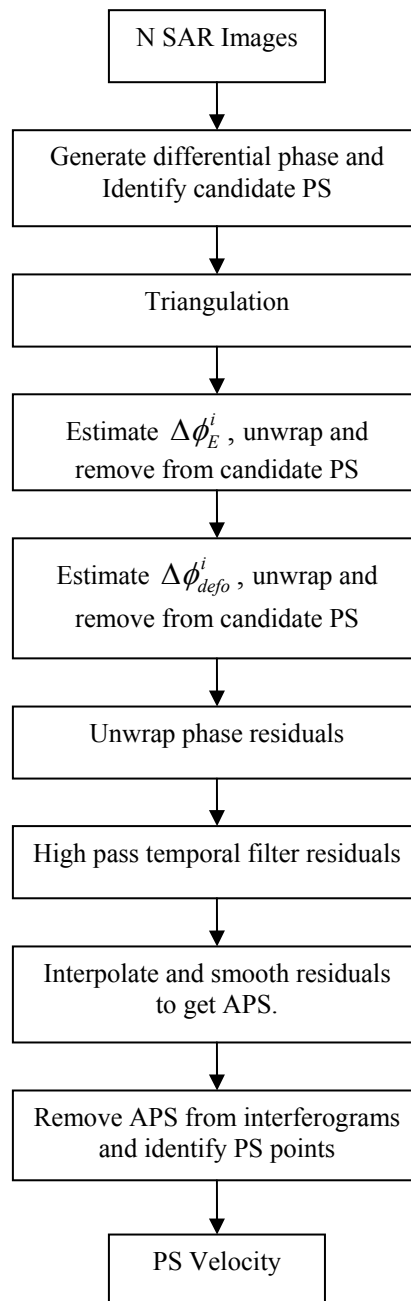 N SAR Images
Generate differential phase and
Identify candidate PS
Triangulation
Estimate Δϕ_E^i , unwrap and
remove from candidate PS
Estimate Δϕ_defo^i , unwrap and
remove from candidate PS
Unwrap phase residuals
High pass temporal filter residuals
Interpolate and smooth residuals
to get APS.
Remove APS from interferograms
and identify PS points
PS Velocity